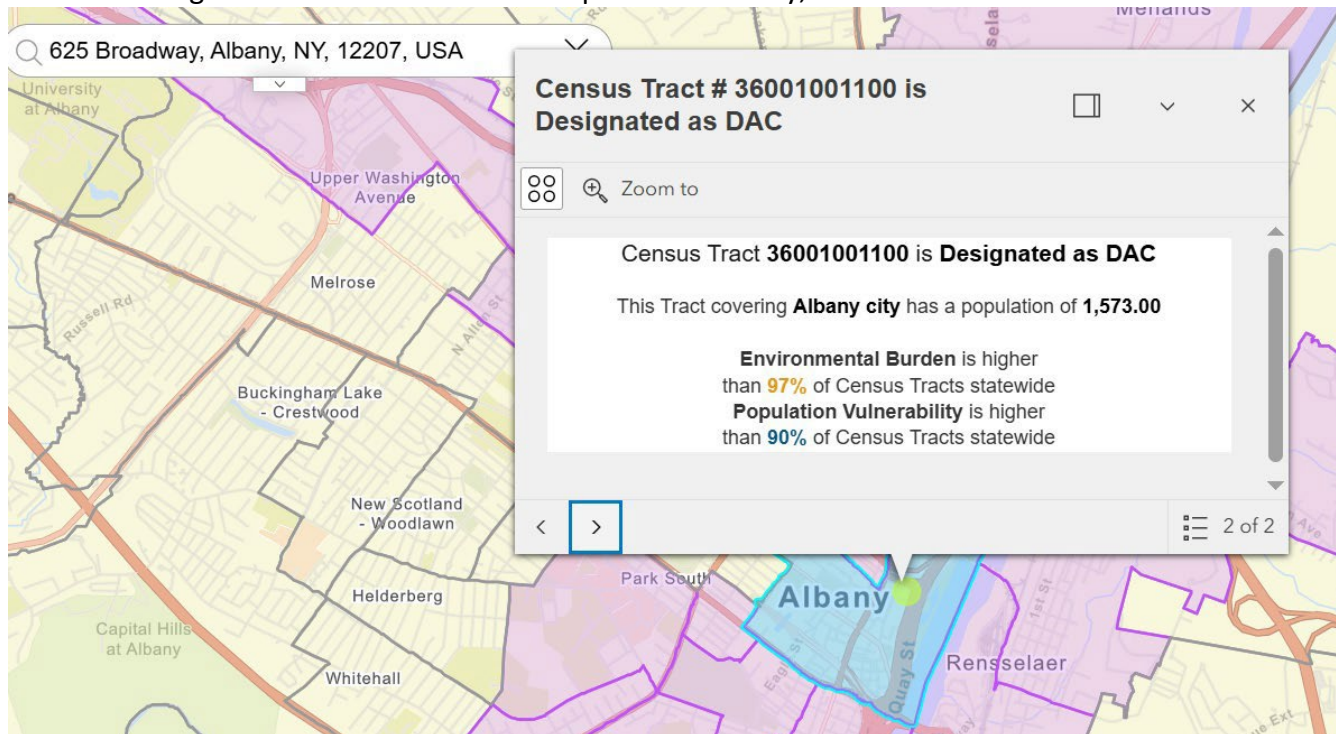 625 Broadway, Albany, NY, 12207, USA
Menands
University
at Albany
Census Tract # 36001001100 is
Designated as DAC
Upper Washington
Avenue
Zoom to
Census Tract 36001001100 is Designated as DAC
Melrose
This Tract covering Albany city has a population of 1,573.00
Russell Rd
N Allen St
Environmental Burden is higher
than 97% of Census Tracts statewide
Population Vulnerability is higher
than 90% of Census Tracts statewide
Buckingham Lake
- Crestwood
New Scotland
- Woodlawn
2 of 2
Park South
Helderberg
Albany
1st St
Capital Hills
at Albany
Eagle St
Quay St
Rensselaer
Whitehall